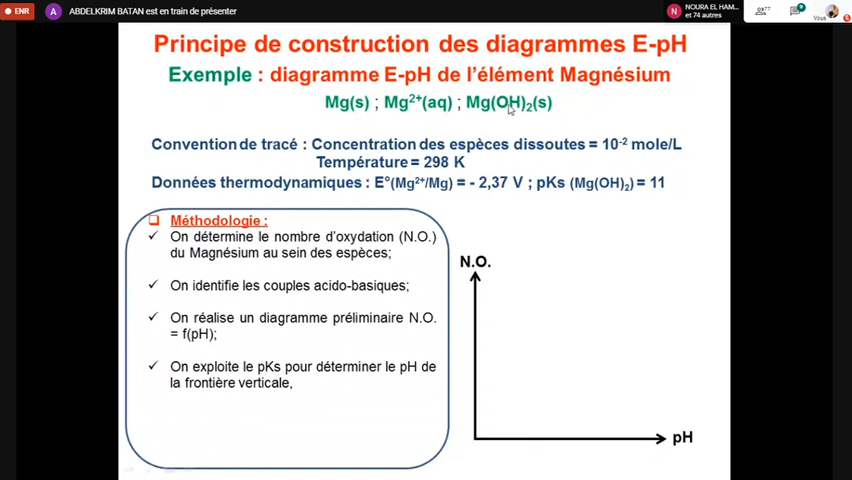 ENR
A
ABDELKRIM BATAN est en train de présenter
N
NOURA EL HAM...
et 74 autres
77
9
Vous
Principe de construction des diagrammes E-pH
Exemple : diagramme E-pH de l'élément Magnésium
Mg(s) ; Mg²⁺(aq) ; Mg(OH)₂(s)
Convention de tracé : Concentration des espèces dissoutes = 10⁻² mole/L
Température = 298 K
Données thermodynamiques : E°(Mg²⁺/Mg) = - 2,37 V ; pKs (Mg(OH)₂) = 11
Méthodologie :
On détermine le nombre d'oxydation (N.O.)
du Magnésium au sein des espèces;
On identifie les couples acido-basiques;
On réalise un diagramme préliminaire N.O.
= f(pH);
On exploite le pKs pour déterminer le pH de
la frontière verticale,
N.O.
pH